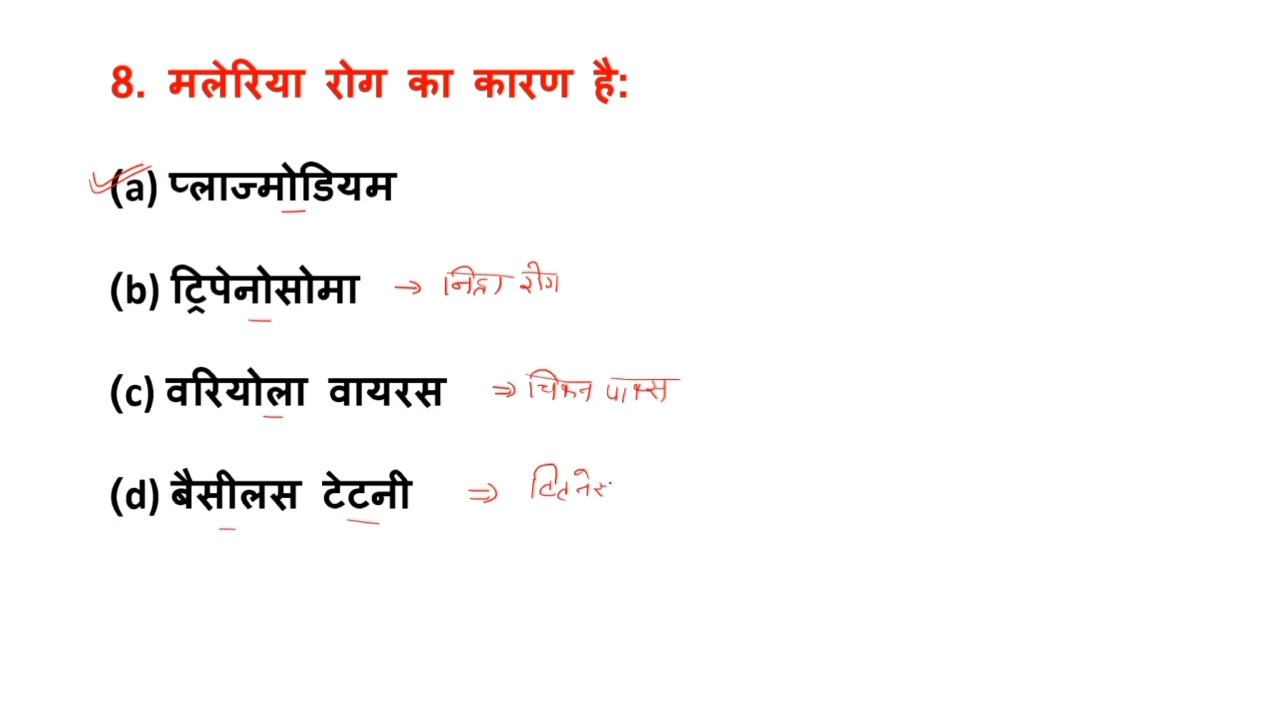 8. मलेरिया रोग का कारण है:
(a) प्लाज्मोडियम
(b) ट्रिपेनोसोमा → निद्रा रोग
(c) वरियोला वायरस ⇒ चिकन पाक्स
(d) बैसीलस टेटनी ⇒